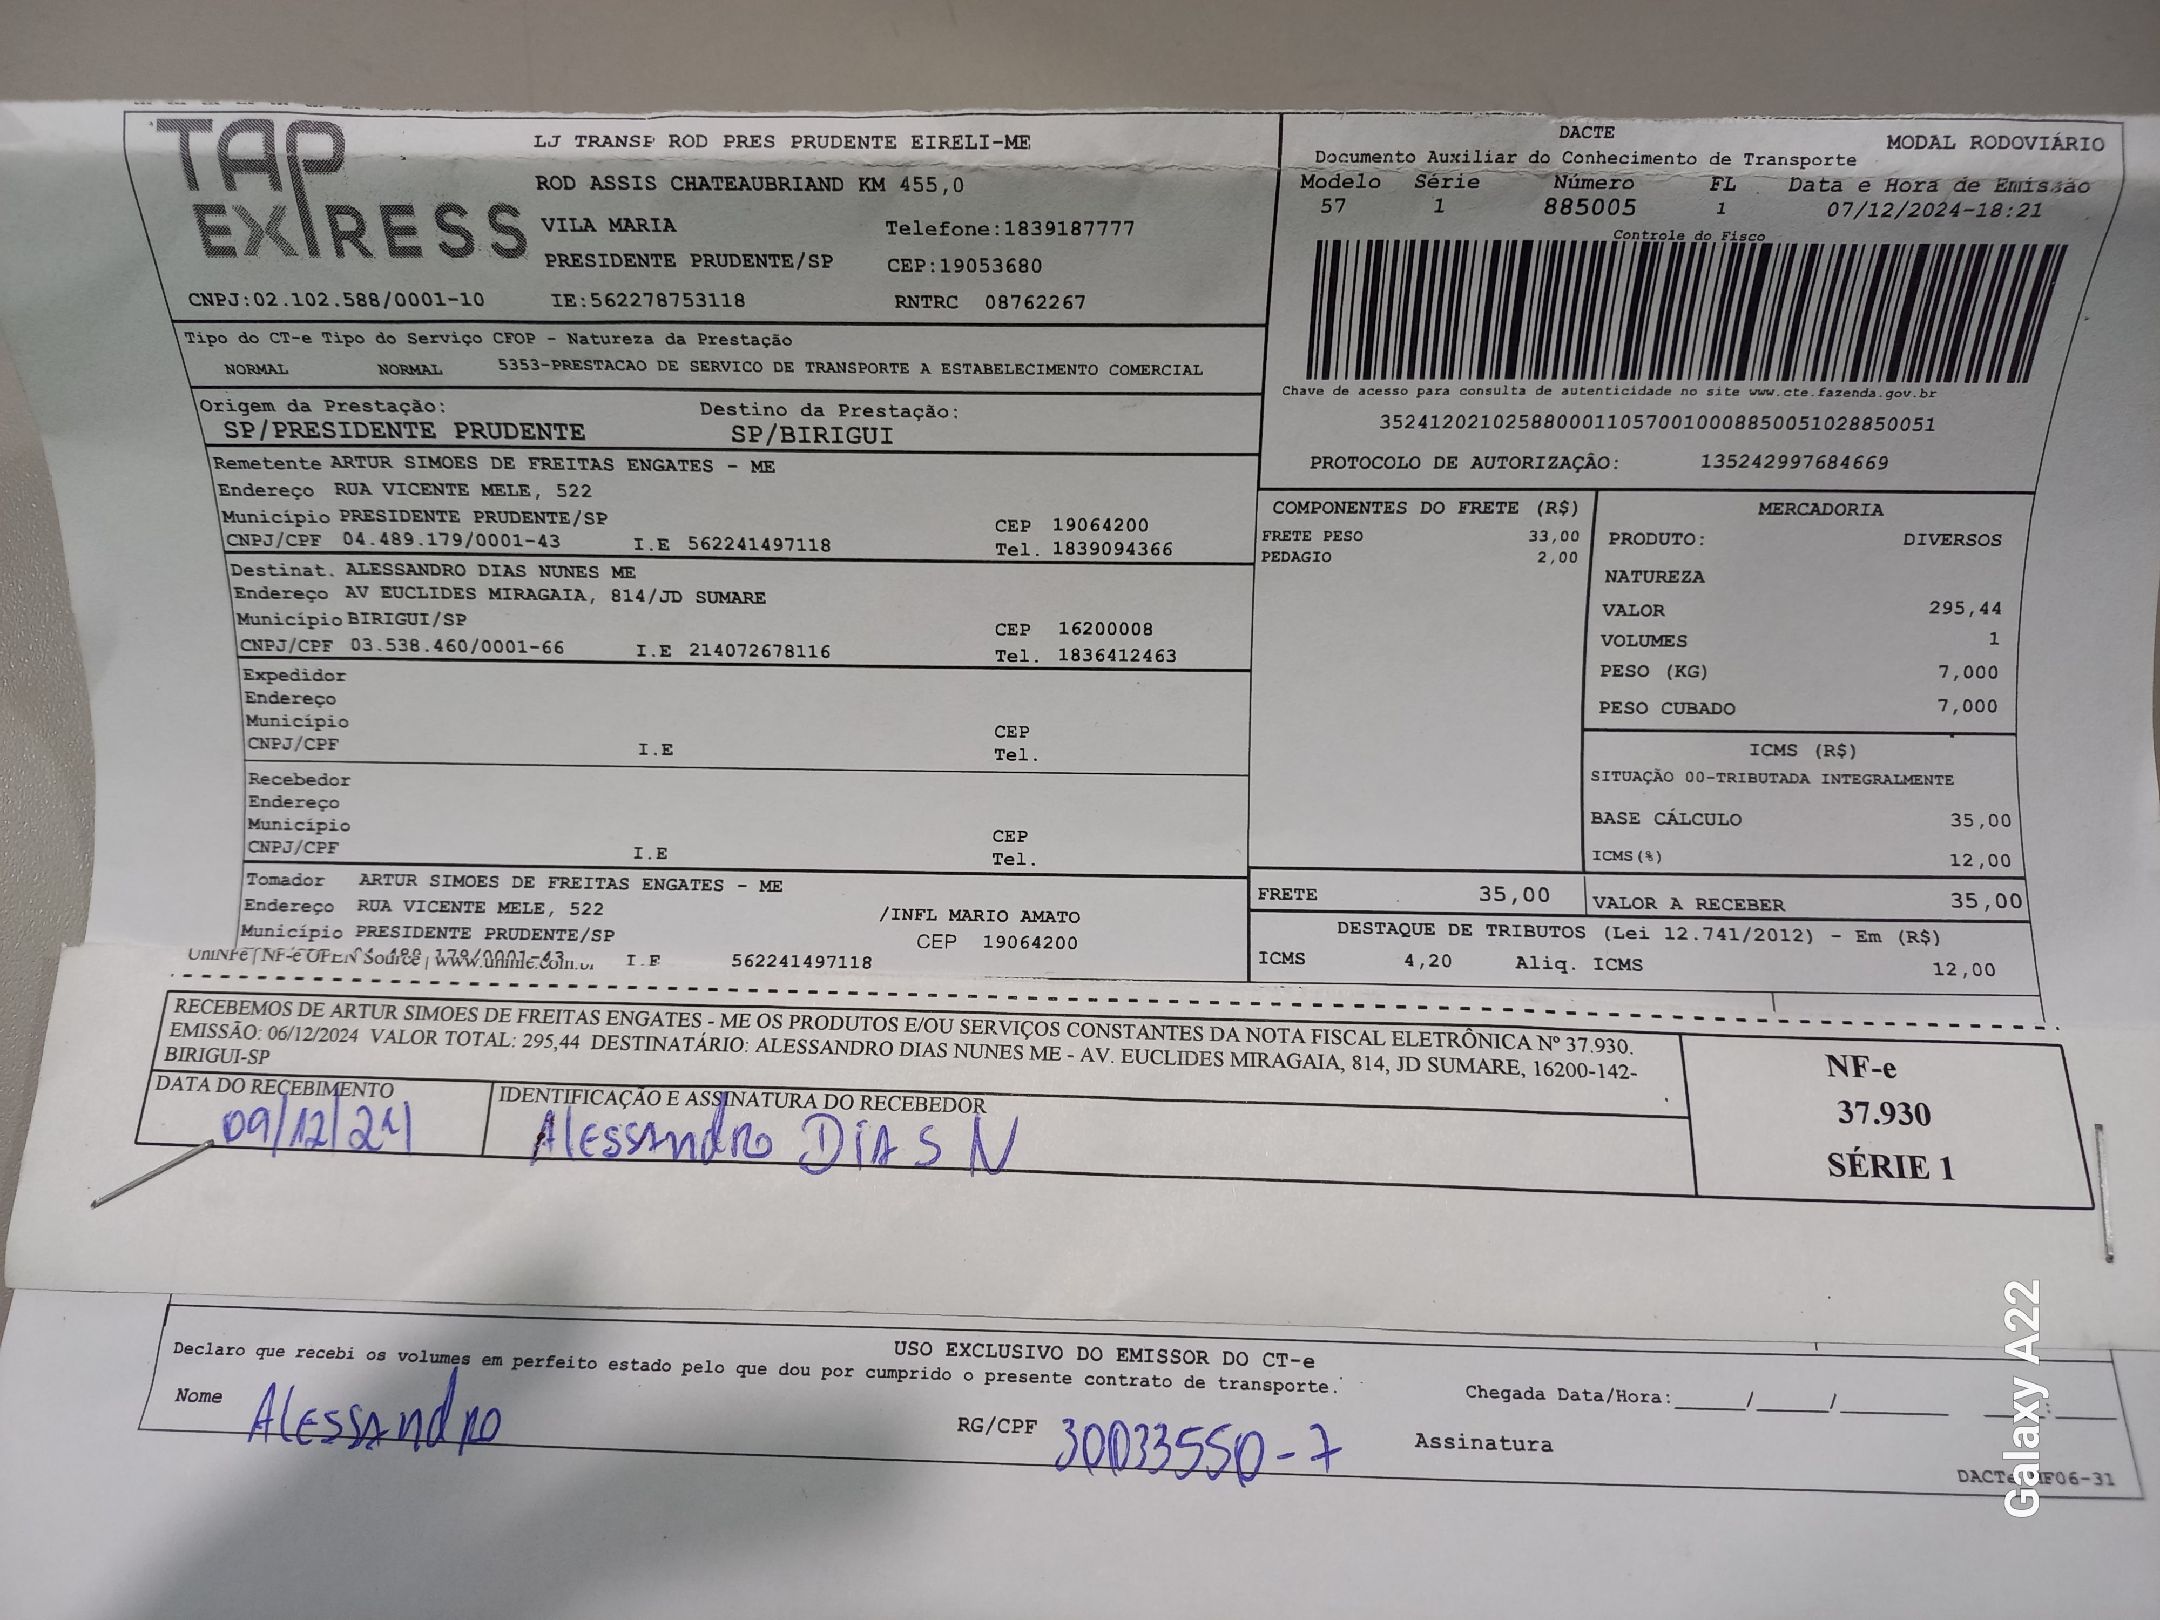 TAP
EXPRESS
LJ TRANSP ROD PRES PRUDENTE EIRELI-ME
ROD ASSIS CHATEAUBRIAND KM 455,0
VILA MARIA Telefone:1839187777
PRESIDENTE PRUDENTE/SP CEP:19053680
CNPJ:02.102.588/0001-10 IE:562278753118 RNTRC 08762267
DACTE MODAL RODOVIÁRIO
Documento Auxiliar do Conhecimento de Transporte
Modelo Série Número FL Data e Hora de Emissão
57 1 885005 1 07/12/2024-18:21
Controle do Fisco
Chave de acesso para consulta de autenticidade no site www.cte.fazenda.gov.br
35241202102588000110570010008850051028850051
PROTOCOLO DE AUTORIZAÇÃO: 135242997684669
Tipo do CT-e Tipo do Serviço CFOP - Natureza da Prestação
NORMAL NORMAL 5353-PRESTACAO DE SERVICO DE TRANSPORTE A ESTABELECIMENTO COMERCIAL
Origem da Prestação: Destino da Prestação:
SP/PRESIDENTE PRUDENTE SP/BIRIGUI
Remetente ARTUR SIMOES DE FREITAS ENGATES - ME
Endereço RUA VICENTE MELE, 522
Município PRESIDENTE PRUDENTE/SP CEP 19064200
CNPJ/CPF 04.489.179/0001-43 I.E 562241497118 Tel. 1839094366
Destinat. ALESSANDRO DIAS NUNES ME
Endereço AV EUCLIDES MIRAGAIA, 814/JD SUMARE
Município BIRIGUI/SP CEP 16200008
CNPJ/CPF 03.538.460/0001-66 I.E 214072678116 Tel. 1836412463
Expedidor
Endereço
Município CEP
CNPJ/CPF I.E Tel.
Recebedor
Endereço
Município CEP
CNPJ/CPF I.E Tel.
Tomador ARTUR SIMOES DE FREITAS ENGATES - ME
Endereço RUA VICENTE MELE, 522 /INFL MARIO AMATO
Município PRESIDENTE PRUDENTE/SP CEP 19064200
UniNFe | NF-e OPEN Source | www.uninfe.com.br I.E 562241497118
COMPONENTES DO FRETE (R$)
FRETE PESO 33,00
PEDAGIO 2,00
MERCADORIA
PRODUTO: DIVERSOS
NATUREZA
VALOR 295,44
VOLUMES 1
PESO (KG) 7,000
PESO CUBADO 7,000
ICMS (R$)
SITUAÇÃO 00-TRIBUTADA INTEGRALMENTE
BASE CÁLCULO 35,00
ICMS(%) 12,00
FRETE 35,00 VALOR A RECEBER 35,00
DESTAQUE DE TRIBUTOS (Lei 12.741/2012) - Em (R$)
ICMS 4,20 Aliq. ICMS 12,00
RECEBEMOS DE ARTUR SIMOES DE FREITAS ENGATES - ME OS PRODUTOS E/OU SERVIÇOS CONSTANTES DA NOTA FISCAL ELETRÔNICA Nº 37.930.
EMISSÃO: 06/12/2024 VALOR TOTAL: 295,44 DESTINATÁRIO: ALESSANDRO DIAS NUNES ME - AV. EUCLIDES MIRAGAIA, 814, JD SUMARE, 16200-142-
BIRIGUI-SP
DATA DO RECEBIMENTO IDENTIFICAÇÃO E ASSINATURA DO RECEBEDOR
09/12/24 Alessandro DIAS N
NF-e
37.930
SÉRIE 1
USO EXCLUSIVO DO EMISSOR DO CT-e
Declaro que recebi os volumes em perfeito estado pelo que dou por cumprido o presente contrato de transporte.
Nome Alessandro RG/CPF 30033550-7 Chegada Data/Hora:_____/_____/_______ ___:_____
Assinatura
Galaxy A22